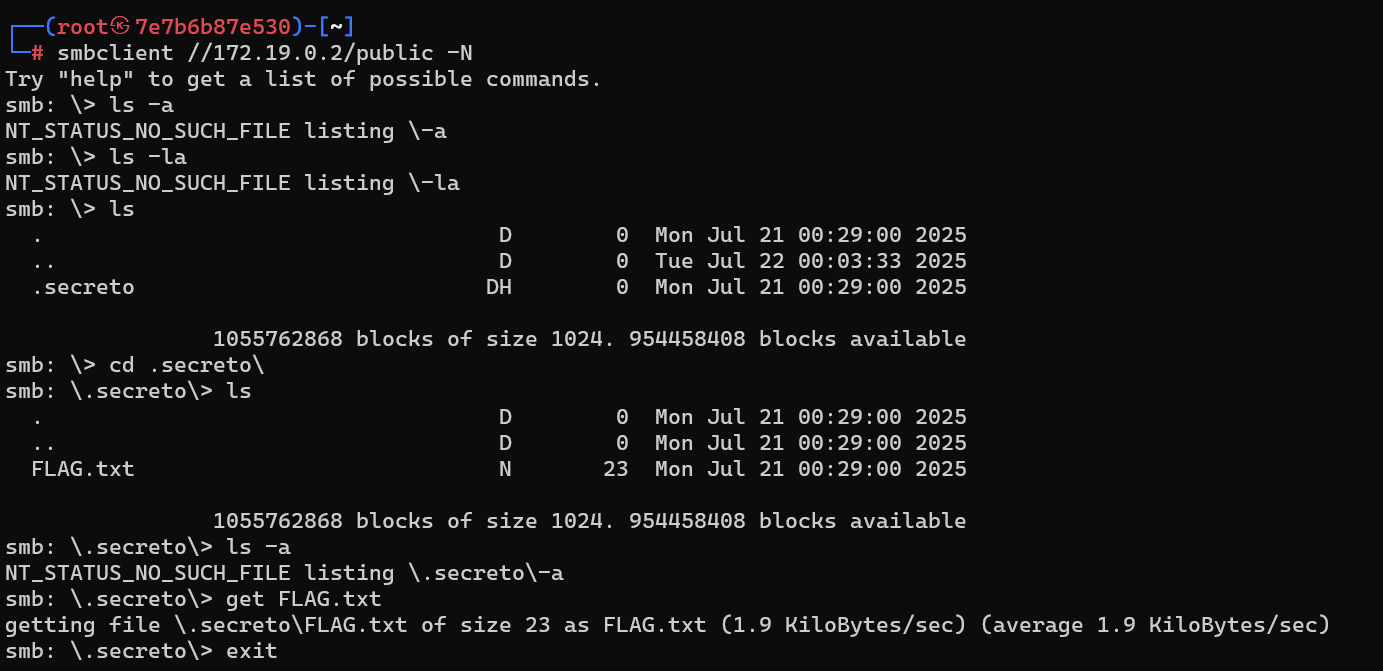 ┌──(root㉿7e7b6b87e530)-[~]
└─# smbclient //172.19.0.2/public -N
Try "help" to get a list of possible commands.
smb: \> ls -a
NT_STATUS_NO_SUCH_FILE listing \-a
smb: \> ls -la
NT_STATUS_NO_SUCH_FILE listing \-la
smb: \> ls
  .                                   D        0  Mon Jul 21 00:29:00 2025
  ..                                  D        0  Tue Jul 22 00:03:33 2025
  .secreto                           DH        0  Mon Jul 21 00:29:00 2025
                1055762868 blocks of size 1024. 954458408 blocks available
smb: \> cd .secreto\
smb: \.secreto\> ls
  .                                   D        0  Mon Jul 21 00:29:00 2025
  ..                                  D        0  Mon Jul 21 00:29:00 2025
  FLAG.txt                            N       23  Mon Jul 21 00:29:00 2025
                1055762868 blocks of size 1024. 954458408 blocks available
smb: \.secreto\> ls -a
NT_STATUS_NO_SUCH_FILE listing \.secreto\-a
smb: \.secreto\> get FLAG.txt
getting file \.secreto\FLAG.txt of size 23 as FLAG.txt (1.9 KiloBytes/sec) (average 1.9 KiloBytes/sec)
smb: \.secreto\> exit